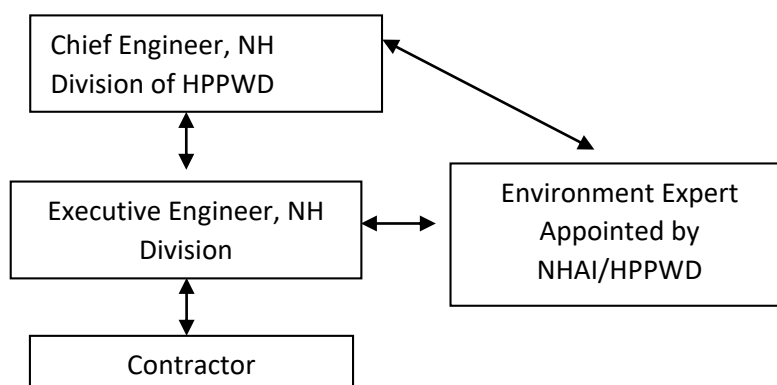 Chief Engineer, NH
Division of HPPWD
Executive Engineer, NH
Division
Environment Expert
Appointed by
NHAI/HPPWD
Contractor